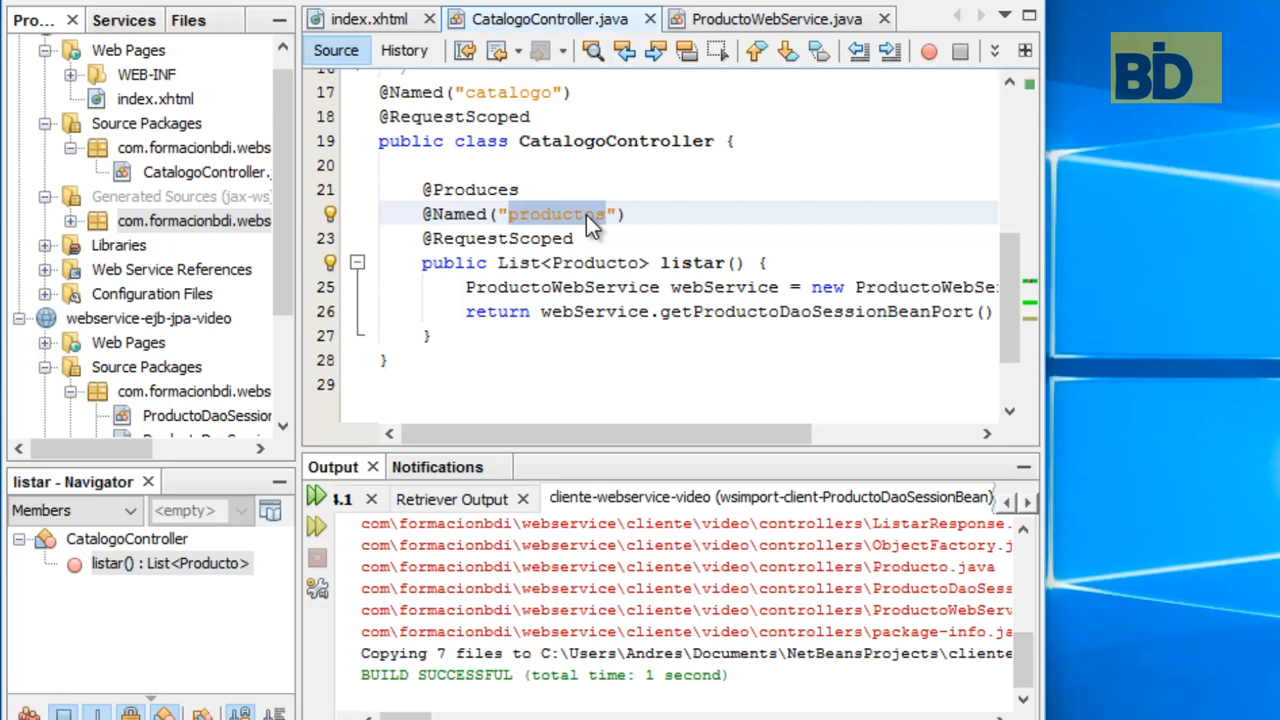 Pro...
Services
Files
Web Pages
WEB-INF
index.xhtml
Source Packages
com.formacionbdi.webs
CatalogoController.
Generated Sources (jax-ws)
com.formacionbdi.webs
Libraries
Web Service References
Configuration Files
webservice-ejb-jpa-video
Web Pages
Source Packages
com.formacionbdi.webs
ProductoDaoSession
index.xhtml
CatalogoController.java
ProductoWebService.java
Source
History
17 @Named("catalogo")
18 @RequestScoped
19 public class CatalogoController {
20
21 @Produces
@Named("productos")
23 @RequestScoped
public List<Producto> listar() {
25 ProductoWebService webService = new ProductoWebSe
26 return webService.getProductoDaoSessionBeanPort()
27 }
28 }
29
BDI
listar - Navigator
Members
<empty>
CatalogoController
listar() : List<Producto>
Output
Notifications
4.1
Retriever Output
cliente-webservice-video (wsimport-client-ProductoDaoSessionBean)
com\formacionbdi\webservice\cliente\video\controllers\ListarResponse.
com\formacionbdi\webservice\cliente\video\controllers\ObjectFactory.j
com\formacionbdi\webservice\cliente\video\controllers\Producto.java
com\formacionbdi\webservice\cliente\video\controllers\ProductoDaoSess
com\formacionbdi\webservice\cliente\video\controllers\ProductoWebServ
com\formacionbdi\webservice\cliente\video\controllers\package-info.ja
Copying 7 files to C:\Users\Andres\Documents\NetBeansProjects\cliente
BUILD SUCCESSFUL (total time: 1 second)